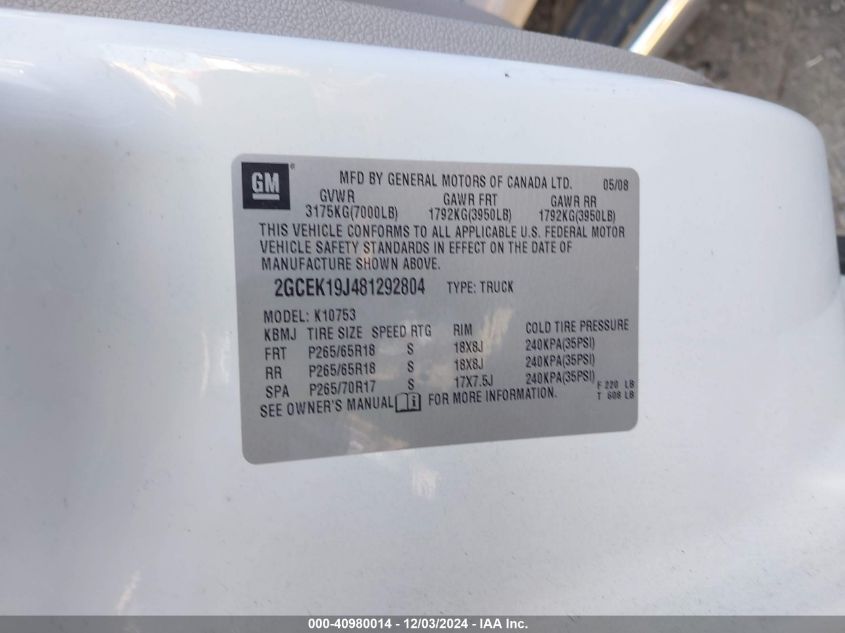 GM
MFD BY GENERAL MOTORS OF CANADA LTD. 05/08
GVWR GAWR FRT GAWR RR
3175KG(7000LB) 1792KG(3950LB) 1792KG(3950LB)
THIS VEHICLE CONFORMS TO ALL APPLICABLE U.S. FEDERAL MOTOR
VEHICLE SAFETY STANDARDS IN EFFECT ON THE DATE OF
MANUFACTURE SHOWN ABOVE.
2GCEK19J481292804 TYPE: TRUCK
MODEL: K10753
KBMJ TIRE SIZE SPEED RTG RIM COLD TIRE PRESSURE
FRT P265/65R18 S 18X8J 240KPA(35PSI)
RR P265/65R18 S 18X8J 240KPA(35PSI)
SPA P265/70R17 S 17X7.5J 240KPA(35PSI)
F 220 LB
SEE OWNER'S MANUAL i FOR MORE INFORMATION. T 608 LB
000-40980014 - 12/03/2024 - IAA Inc.